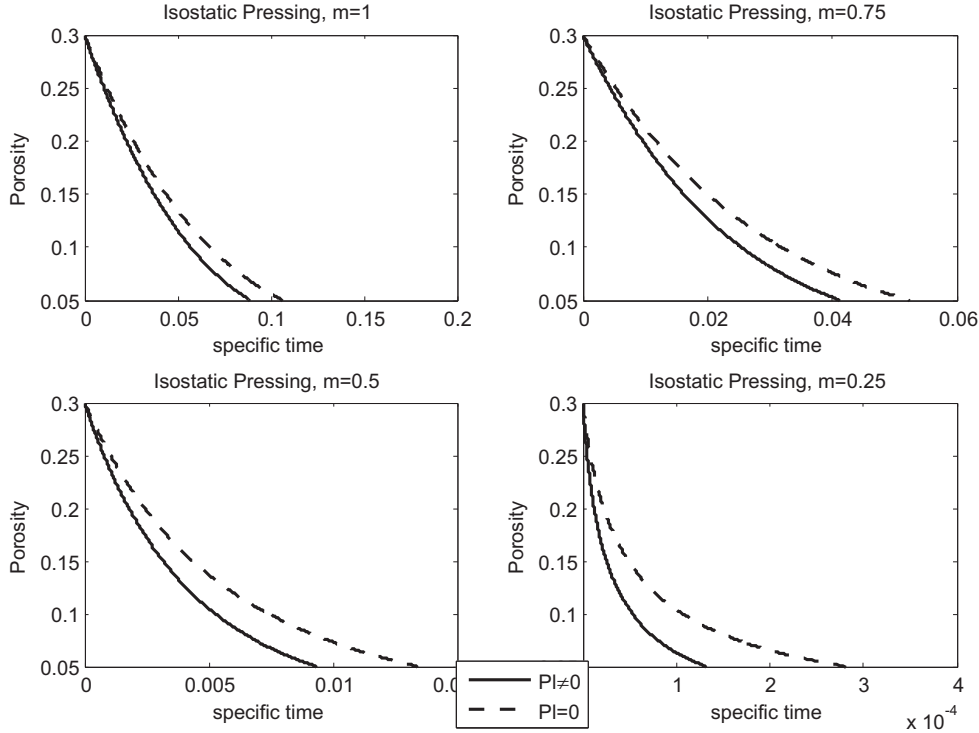 Isostatic Pressing, m=1
0.3
0.25
0.2
0.15
0.1
0.05
Porosity
0 0.05 0.1 0.15 0.2
specific time
Isostatic Pressing, m=0.75
0.3
0.25
0.2
0.15
0.1
0.05
Porosity
0 0.02 0.04 0.06
specific time
Isostatic Pressing, m=0.5
0.3
0.25
0.2
0.15
0.1
0.05
Porosity
0 0.005 0.01
specific time
Isostatic Pressing, m=0.25
0.3
0.25
0.2
0.15
0.1
Porosity
1 2 3 4
x 10⁻⁴
specific time
Pl≠0
Pl=0